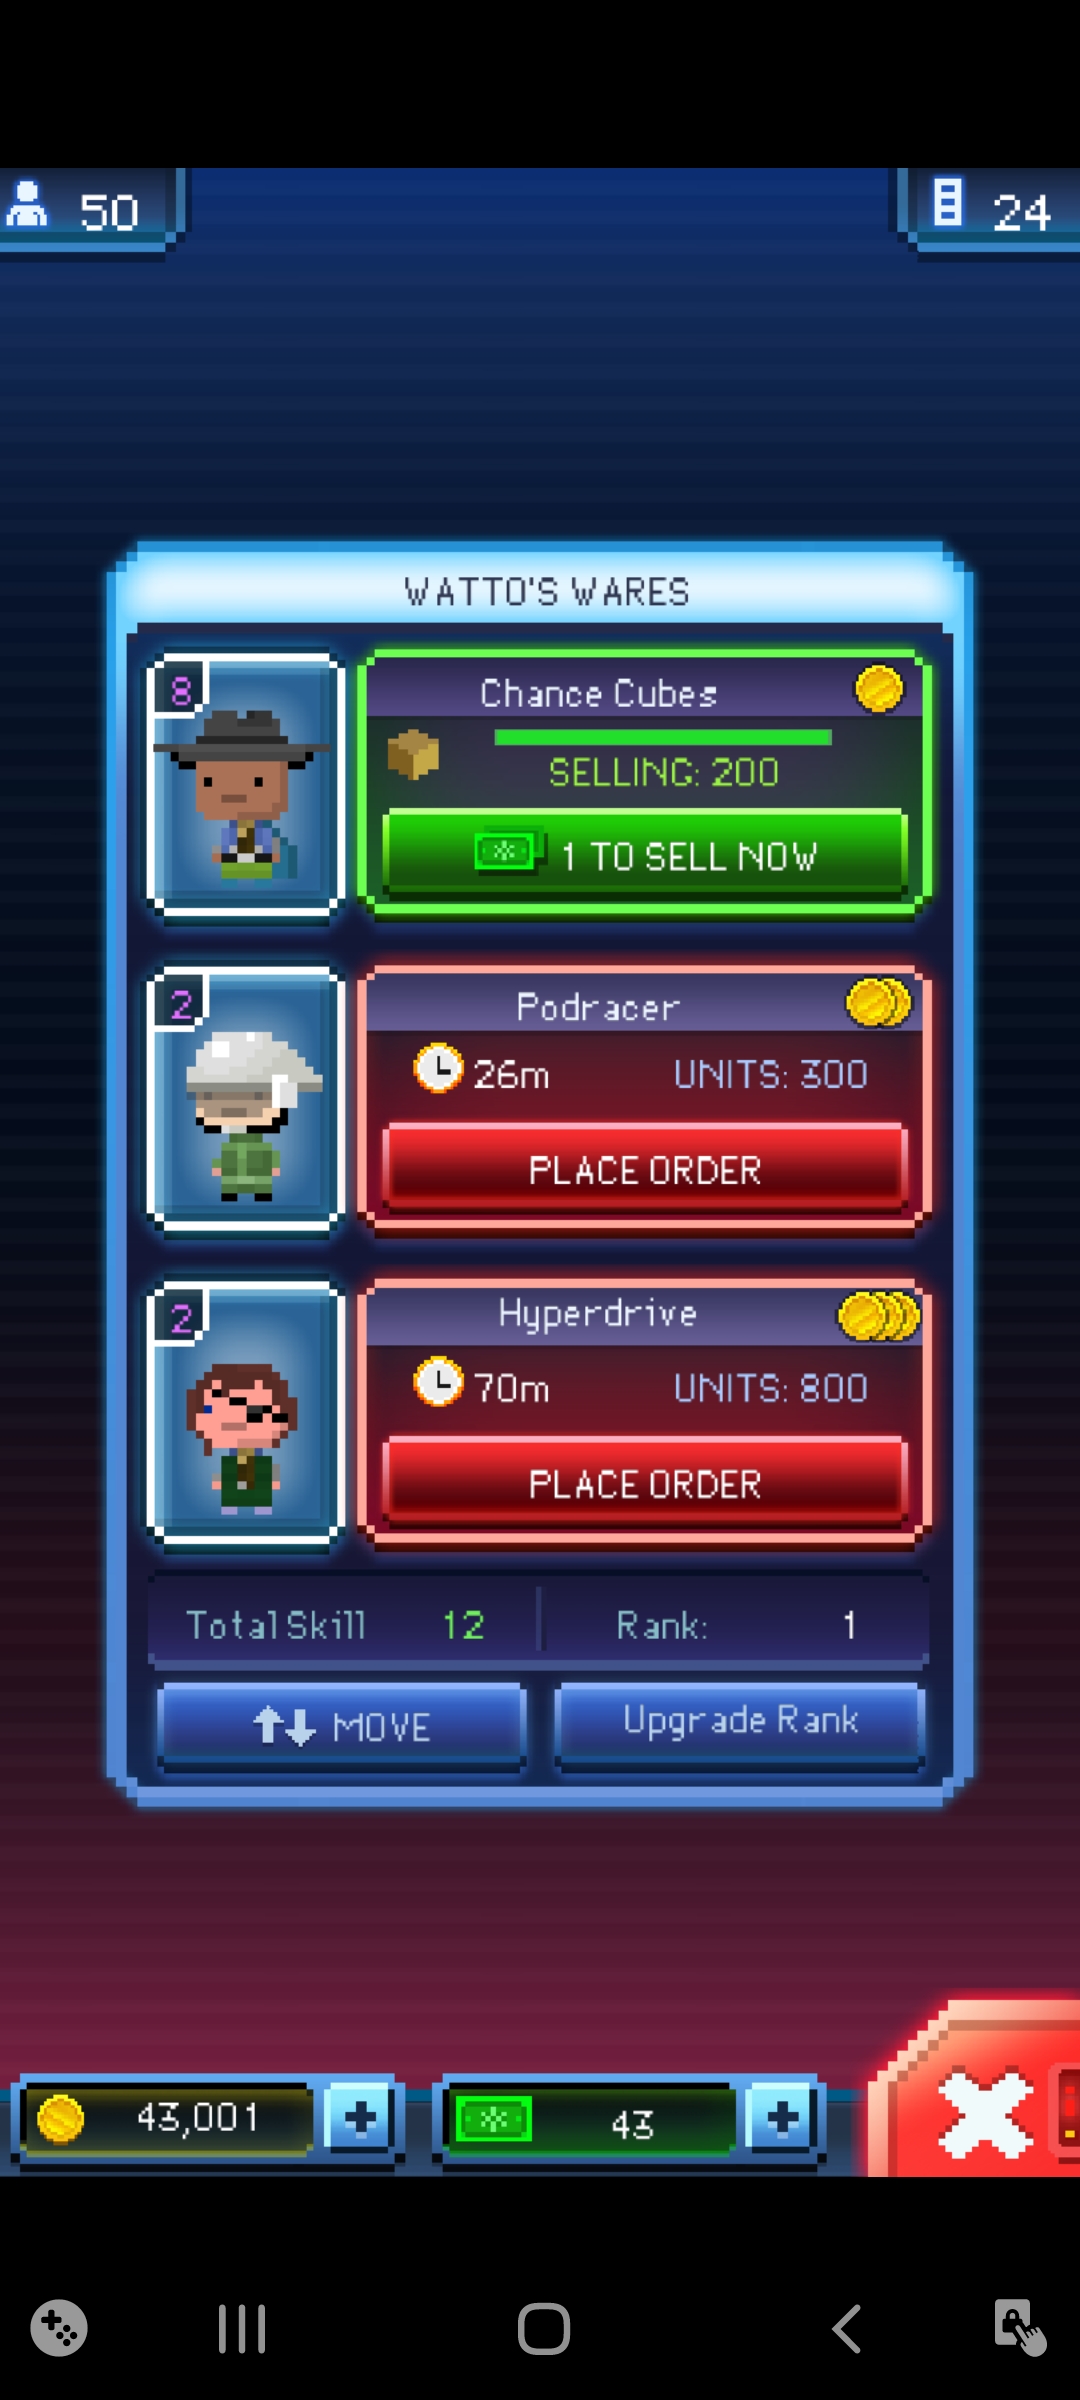 50
24
WATTO'S WARES
8
Chance Cubes
SELLING: 200
1 TO SELL NOW
2
Podracer
26m UNITS: 300
PLACE ORDER
2
Hyperdrive
70m UNITS: 800
PLACE ORDER
Total Skill 12 Rank: 1
MOVE Upgrade Rank
43,001 43